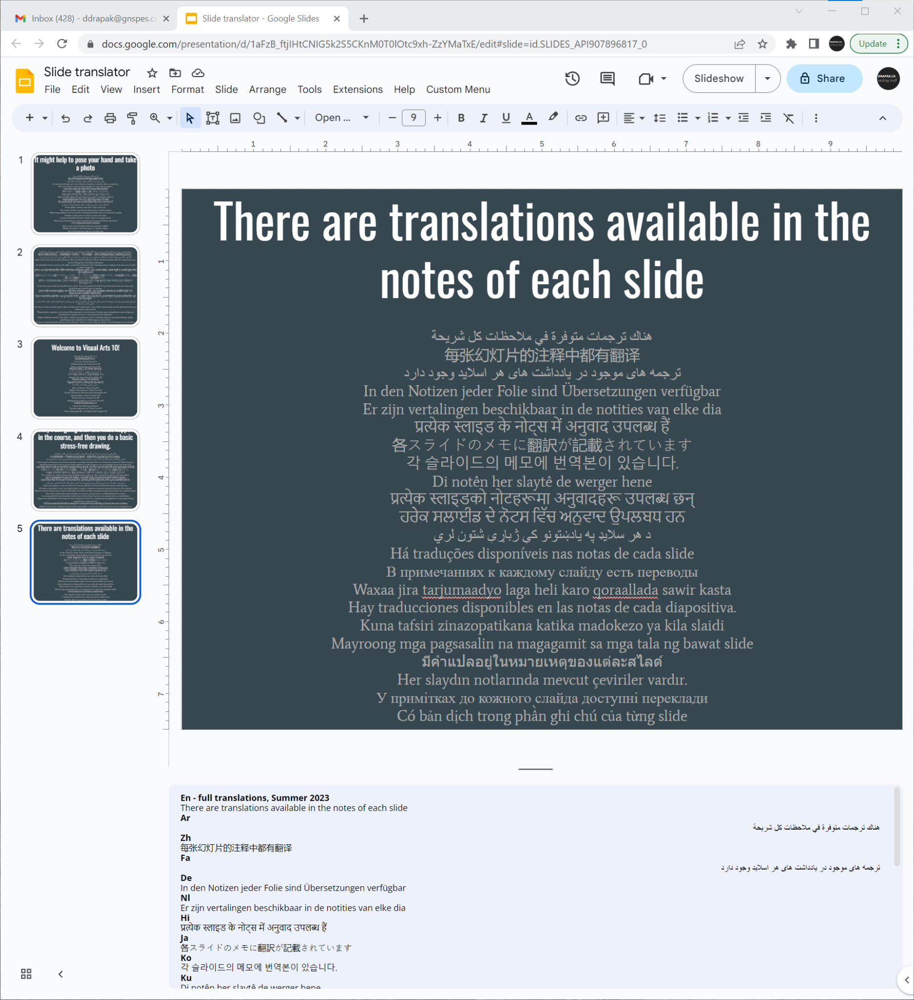 Inbox (428) - ddrapak@gnspes.c
Slide translator - Google Slides
docs.google.com/presentation/d/1aFzB_ftjIHtCNIG5k2S5CKnM0T0lOtc9xh-ZzYMaTxE/edit#slide=id.SLIDES_API907896817_0
Update
Slide translator
File Edit View Insert Format Slide Arrange Tools Extensions Help Custom Menu
Slideshow
Share
DRAPAK.CA
Making Stuff
Open ...
9
1 2 3 4 5 6 7 8 9
1
It might help to pose your hand and take
a photo
2
3
Welcome to Visual Arts 10!
4
in the course, and then you do a basic
stress-free drawing.
5
There are translations available in the
notes of each slide
1
2
3
4
5
6
7
There are translations available in the
notes of each slide
هناك ترجمات متوفرة في ملاحظات كل شريحة
每张幻灯片的注释中都有翻译
ترجمه های موجود در یادداشت های هر اسلاید وجود دارد
In den Notizen jeder Folie sind Übersetzungen verfügbar
Er zijn vertalingen beschikbaar in de notities van elke dia
प्रत्येक स्लाइड के नोट्स में अनुवाद उपलब्ध हैं
各スライドのメモに翻訳が記載されています
각 슬라이드의 메모에 번역본이 있습니다.
Di notên her slaytê de werger hene
प्रत्येक स्लाइडको नोटहरूमा अनुवादहरू उपलब्ध छन्
ਹਰੇਕ ਸਲਾਈਡ ਦੇ ਨੋਟਸ ਵਿੱਚ ਅਨੁਵਾਦ ਉਪਲਬਧ ਹਨ
د هر سلایډ په یادښتونو کې ژباړې شتون لري
Há traduções disponíveis nas notas de cada slide
В примечаниях к каждому слайду есть переводы
Waxaa jira tarjumaadyo laga heli karo qoraallada sawir kasta
Hay traducciones disponibles en las notas de cada diapositiva.
Kuna tafsiri zinazopatikana katika madokezo ya kila slaidi
Mayroong mga pagsasalin na magagamit sa mga tala ng bawat slide
มีคำแปลอยู่ในหมายเหตุของแต่ละสไลด์
Her slaydın notlarında mevcut çeviriler vardır.
У примітках до кожного слайда доступні переклади
Có bản dịch trong phần ghi chú của từng slide
En - full translations, Summer 2023
There are translations available in the notes of each slide
Ar
هناك ترجمات متوفرة في ملاحظات كل شريحة
Zh
每张幻灯片的注释中都有翻译
Fa
ترجمه های موجود در یادداشت های هر اسلاید وجود دارد
De
In den Notizen jeder Folie sind Übersetzungen verfügbar
Nl
Er zijn vertalingen beschikbaar in de notities van elke dia
Hi
प्रत्येक स्लाइड के नोट्स में अनुवाद उपलब्ध हैं
Ja
各スライドのメモに翻訳が記載されています
Ko
각 슬라이드의 메모에 번역본이 있습니다.
Ku
Di notên her slaytê de werger hene